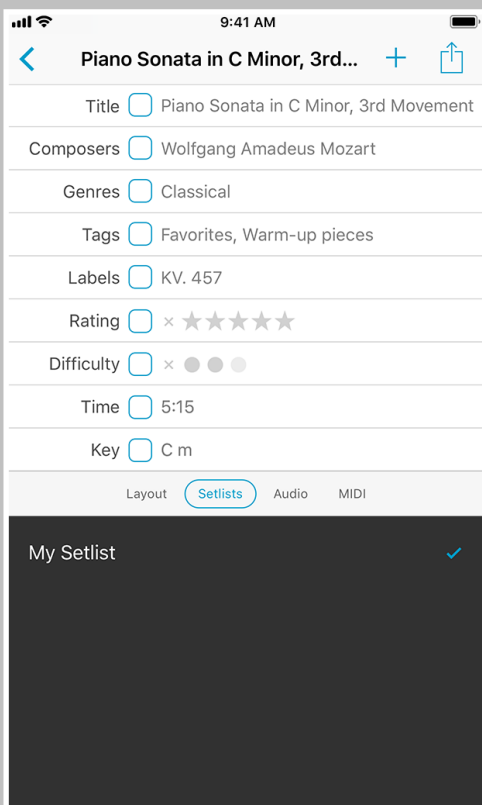 9:41 AM
Piano Sonata in C Minor, 3rd...
Title Piano Sonata in C Minor, 3rd Movement
Composers Wolfgang Amadeus Mozart
Genres Classical
Tags Favorites, Warm-up pieces
Labels KV. 457
Rating
Difficulty
Time 5:15
Key C m
Layout Setlists Audio MIDI
My Setlist